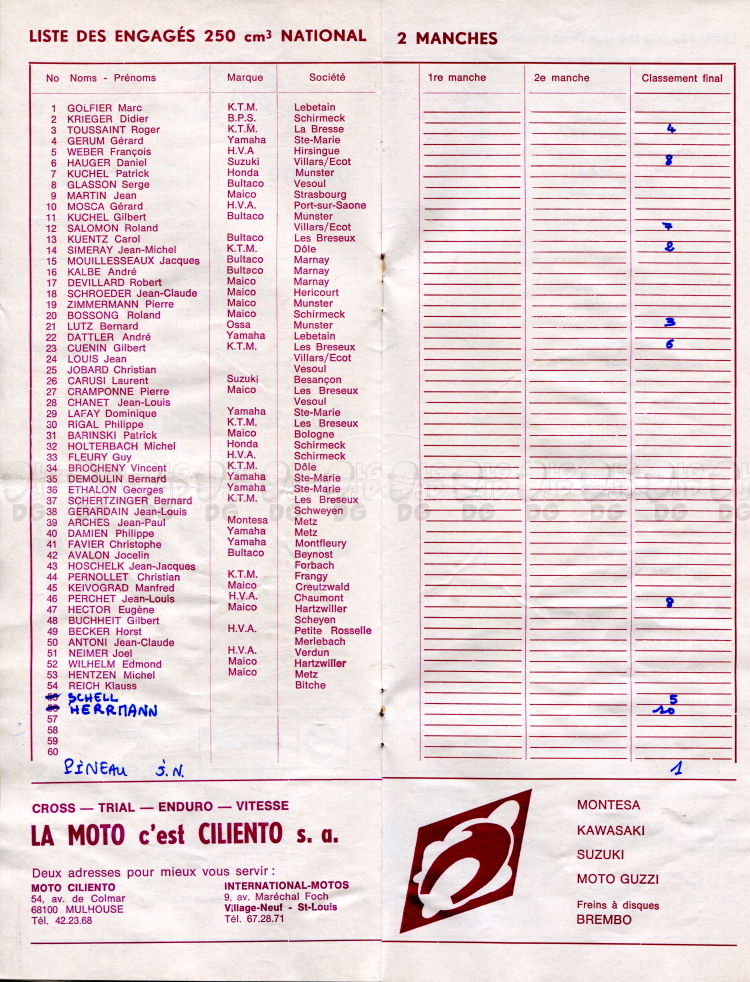 LISTE DES ENGAGÉS 250 cm³ NATIONAL 2 MANCHES
No Noms - Prénoms Marque Société 1re manche 2e manche Classement final
1 GOLFIER Marc K.T.M. Lebetain
2 KRIEGER Didier B.P.S. Schirmeck
3 TOUSSAINT Roger K.T.M. La Bresse 4
4 GERUM Gérard Yamaha Ste-Marie
5 WEBER François H.V.A Hirsingue
6 HAUGER Daniel Suzuki Villars/Ecot 8
7 KUCHEL Patrick Honda Munster
8 GLASSON Serge Bultaco Vesoul
9 MARTIN Jean Maico Strasbourg
10 MOSCA Gérard H.V.A. Port-sur-Saone
11 KUCHEL Gilbert Bultaco Munster
12 SALOMON Roland Villars/Ecot 7
13 KUENTZ Carol Bultaco Les Breseux
14 SIMERAY Jean-Michel K.T.M. Dôle 2
15 MOUILLESSEAUX Jacques Bultaco Marnay
16 KALBE André Bultaco Marnay
17 DEVILLARD Robert Maico Marnay
18 SCHROEDER Jean-Claude Maico Hericourt
19 ZIMMERMANN Pierre Maico Munster
20 BOSSONG Roland Maico Schirmeck
21 LUTZ Bernard Ossa Munster 3
22 DATTLER André Yamaha Lebetain
23 CUENIN Gilbert K.T.M. Les Breseux 6
24 LOUIS Jean Villars/Ecot
25 JOBARD Christian Vesoul
26 CARUSI Laurent Suzuki Besançon
27 CRAMPONNE Pierre Maico Les Breseux
28 CHANET Jean-Louis Vesoul
29 LAFAY Dominique Yamaha Ste-Marie
30 RIGAL Philippe K.T.M. Les Breseux
31 BARINSKI Patrick Maico Bologne
32 HOLTERBACH Michel Honda Schirmeck
33 FLEURY Guy H.V.A. Schirmeck
34 BROCHENY Vincent K.T.M. Dôle
35 DEMOULIN Bernard Yamaha Ste-Marie
36 ETHALON Georges Yamaha Ste-Marie
37 SCHERTZINGER Bernard K.T.M. Les Breseux
38 GERARDAIN Jean-Louis Schweyen
39 ARCHES Jean-Paul Montesa Metz
40 DAMIEN Philippe Yamaha Metz
41 FAVIER Christophe Yamaha Montfleury
42 AVALON Jocelin Bultaco Beynost
43 HOSCHELK Jean-Jacques Forbach
44 PERNOLLET Christian K.T.M. Frangy
45 KEIVOGRAD Manfred Maico Creutzwald
46 PERCHET Jean-Louis H.V.A. Chaumont
47 HECTOR Eugène Maico Hartzwiller 8
48 BUCHHEIT Gilbert Scheyen
49 BECKER Horst H.V.A. Petite Rosselle
50 ANTONI Jean-Claude Merlebach
51 NEIMER Joel H.V.A. Verdun
52 WILHELM Edmond Maico Hartzwiller
53 HENTZEN Michel Maico Metz
54 REICH Klauss Bitche
55 SCHELL 5
56 HERRMANN 10
57
58
59
60
PINEAU J.N. 1
CROSS — TRIAL — ENDURO — VITESSE
LA MOTO c'est CILIENTO s. a.
Deux adresses pour mieux vous servir :
MOTO CILIENTO
54, av. de Colmar
68100 MULHOUSE
Tél. 42.23.68
INTERNATIONAL-MOTOS
9, av. Maréchal Foch
Village-Neuf - St-Louis
Tél. 67.28.71
MONTESA
KAWASAKI
SUZUKI
MOTO GUZZI
Freins à disques
BREMBO